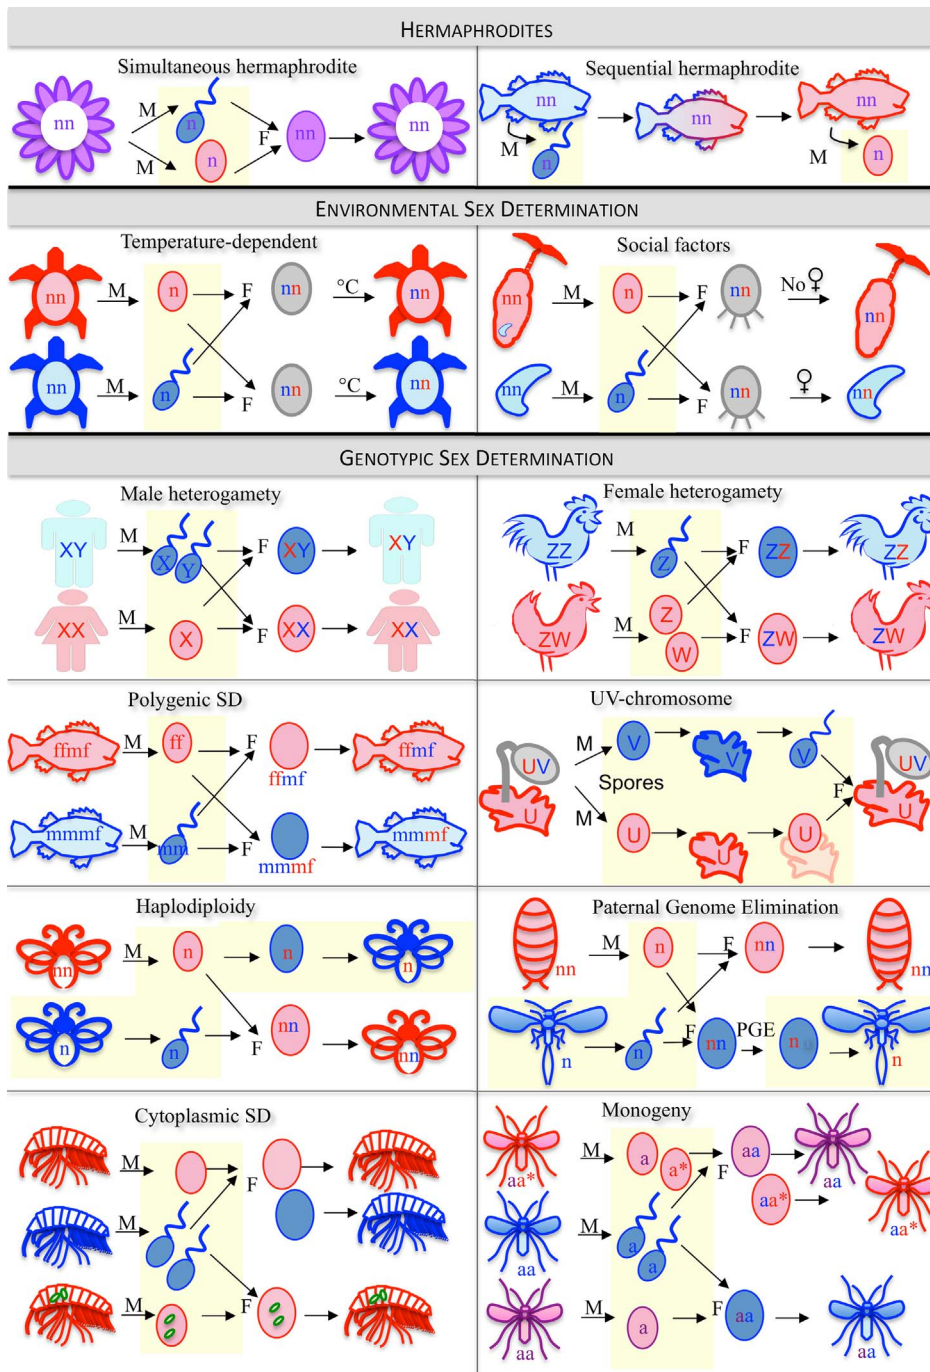 HERMAPHRODITES
Simultaneous hermaphrodite
nn
M
M
n
n
F
nn
nn
Sequential hermaphrodite
nn
M
n
nn
nn
M
n
ENVIRONMENTAL SEX DETERMINATION
Temperature-dependent
nn M n F nn °C nn
nn M n F nn °C nn
Social factors
nn M n F nn No♀ nn
nn M n F nn ♀ nn
GENOTYPIC SEX DETERMINATION
Male heterogamety
XY M X Y F XY XY
XX M X F XX XX
Female heterogamety
ZZ M Z F ZZ ZZ
ZW M Z W F ZW ZW
Polygenic SD
ffmf M ff F ffmf ffmf
mmmf M mm F mmmf mmmf
UV-chromosome
UV
U
M V V V
Spores
M U U U
F
UV
U
Haplodiploidy
nn M n n n
n n F nn nn
Paternal Genome Elimination
nn M n F nn nn
n n F nn PGE n n
Cytoplasmic SD
M F
M
M F
Monogeny
aa* M a a* F aa aa
aa* aa*
aa M a a
aa M a F aa aa